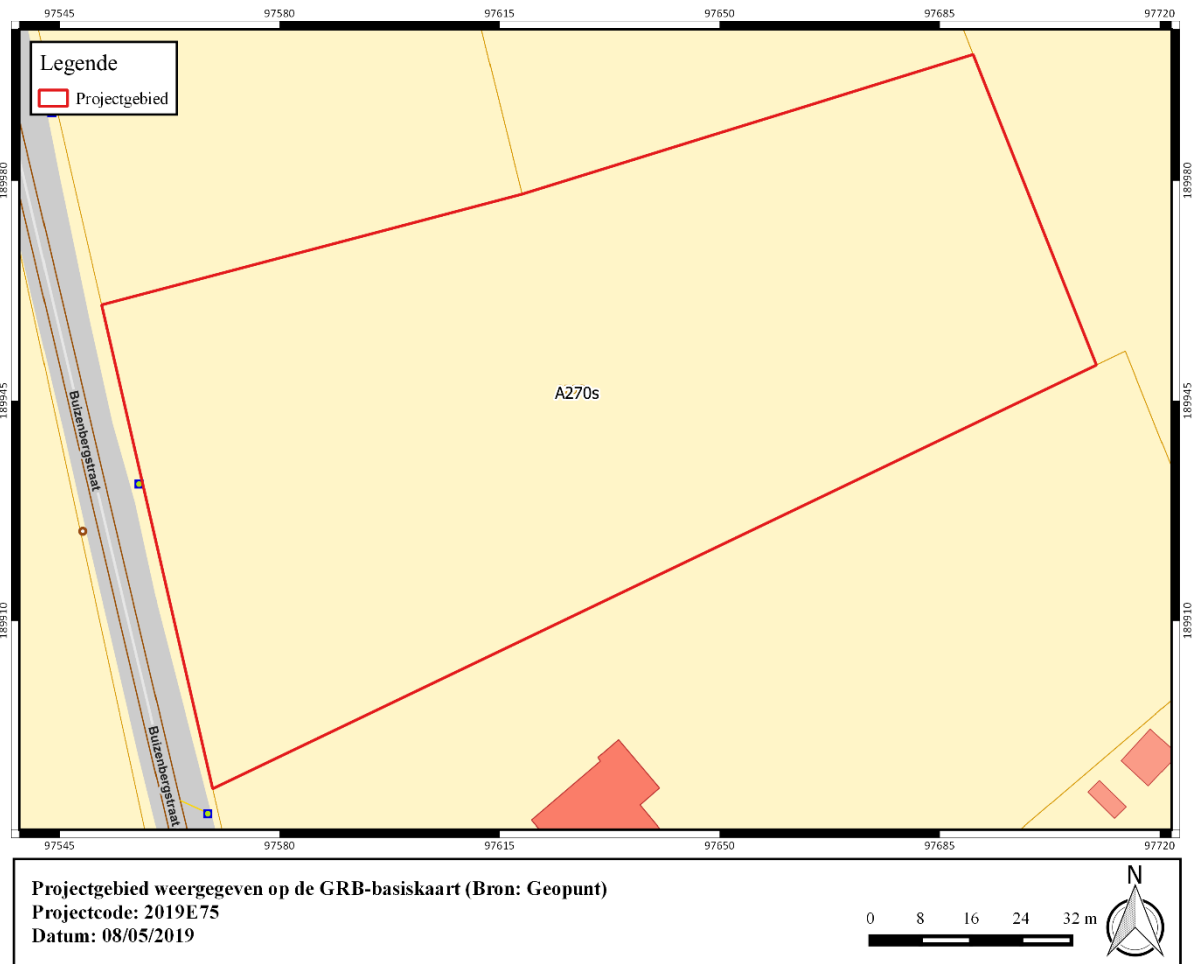 97545 97580 97615 97650 97685 97720
Legende
Projectgebied
189980 189980
189945 189945
A270s
Buizenbergstraat
189910 189910
Buizenbergstraat
97545 97580 97615 97650 97685 97720
Projectgebied weergegeven op de GRB-basiskaart (Bron: Geopunt)
Projectcode: 2019E75
Datum: 08/05/2019
0 8 16 24 32 m
N